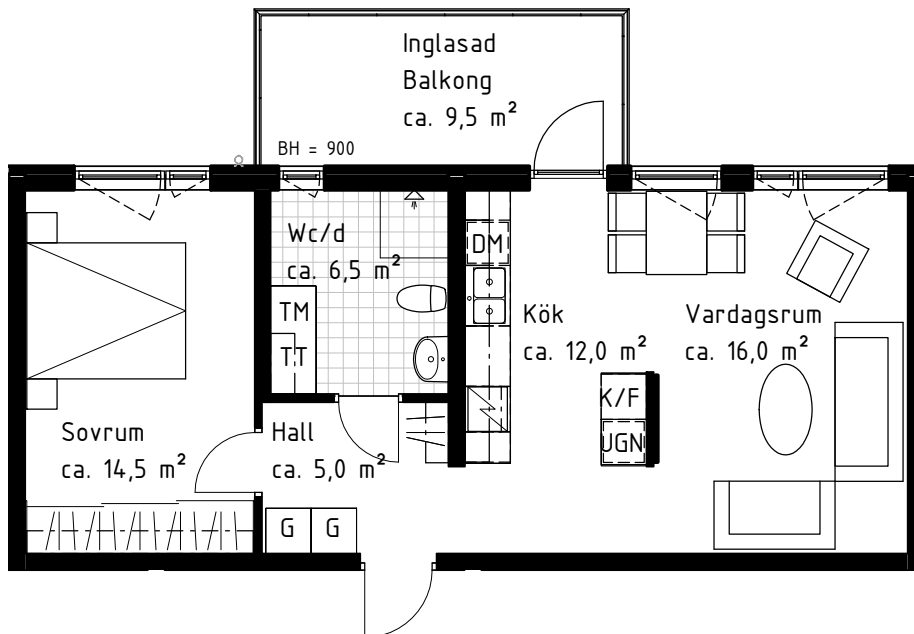 Inglasad
Balkong
ca. 9,5 m²
BH = 900
Wc/d
ca. 6,5 m²
DM
TM
TT
Kök
ca. 12,0 m²
Vardagsrum
ca. 16,0 m²
K/F
UGN
Sovrum
ca. 14,5 m²
Hall
ca. 5,0 m²
G
G